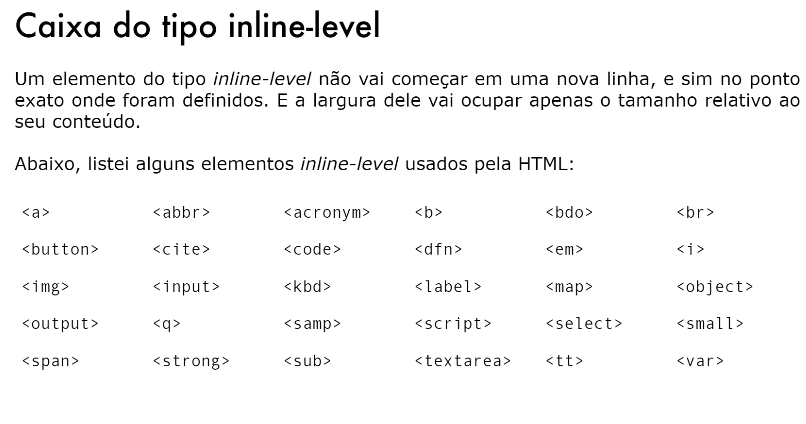 Caixa do tipo inline-level
Um elemento do tipo inline-level não vai começar em uma nova linha, e sim no ponto
exato onde foram definidos. E a largura dele vai ocupar apenas o tamanho relativo ao
seu conteúdo.
Abaixo, listei alguns elementos inline-level usados pela HTML:
<a> <abbr> <acronym> <b> <bdo> <br>
<button> <cite> <code> <dfn> <em> <i>
<img> <input> <kbd> <label> <map> <object>
<output> <q> <samp> <script> <select> <small>
<span> <strong> <sub> <textarea> <tt> <var>